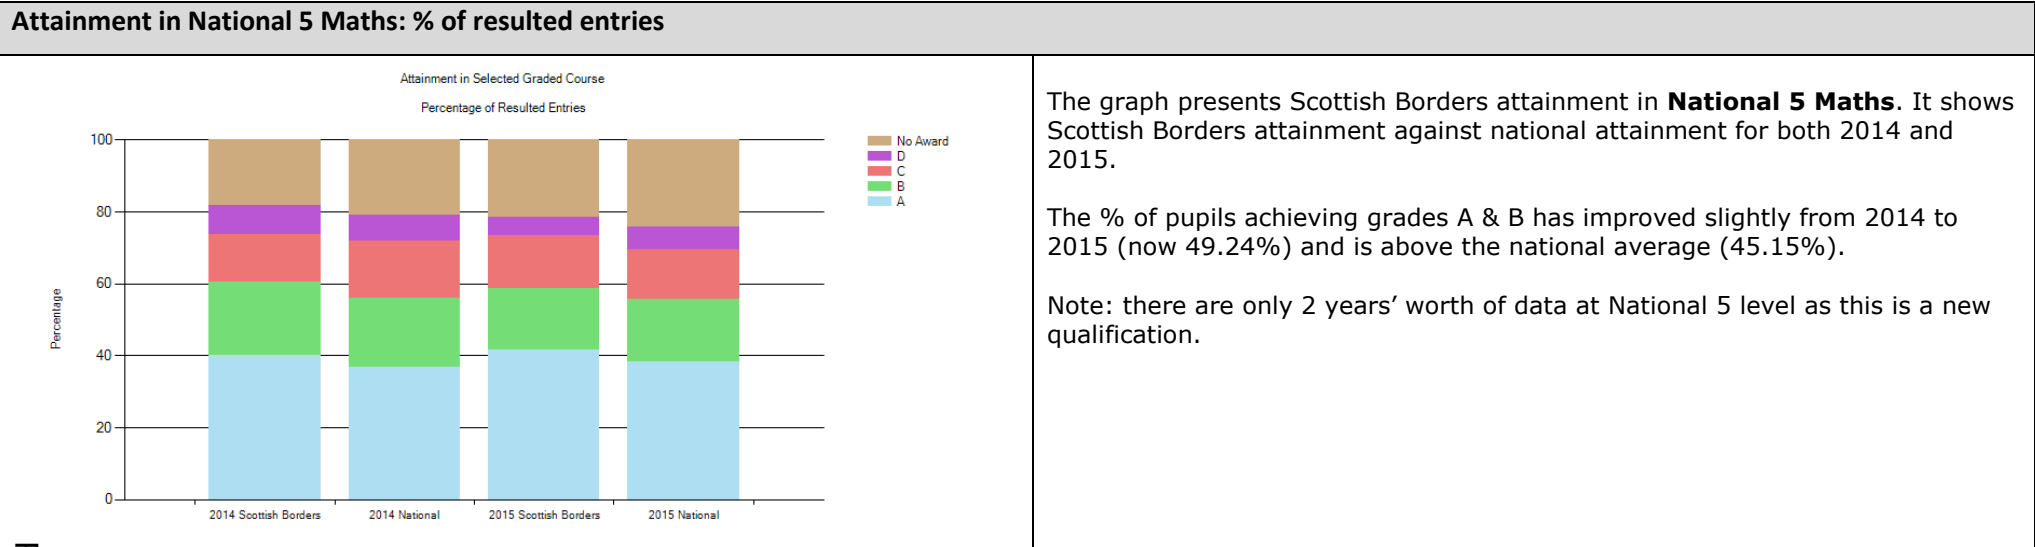 Attainment in National 5 Maths: % of resulted entries
Attainment in Selected Graded Course
Percentage of Resulted Entries
100
80
60
40
20
0
Percentage
2014 Scottish Borders
2014 National
2015 Scottish Borders
2015 National
No Award
D
C
B
A
The graph presents Scottish Borders attainment in National 5 Maths. It shows
Scottish Borders attainment against national attainment for both 2014 and
2015.
The % of pupils achieving grades A & B has improved slightly from 2014 to
2015 (now 49.24%) and is above the national average (45.15%).
Note: there are only 2 years’ worth of data at National 5 level as this is a new
qualification.